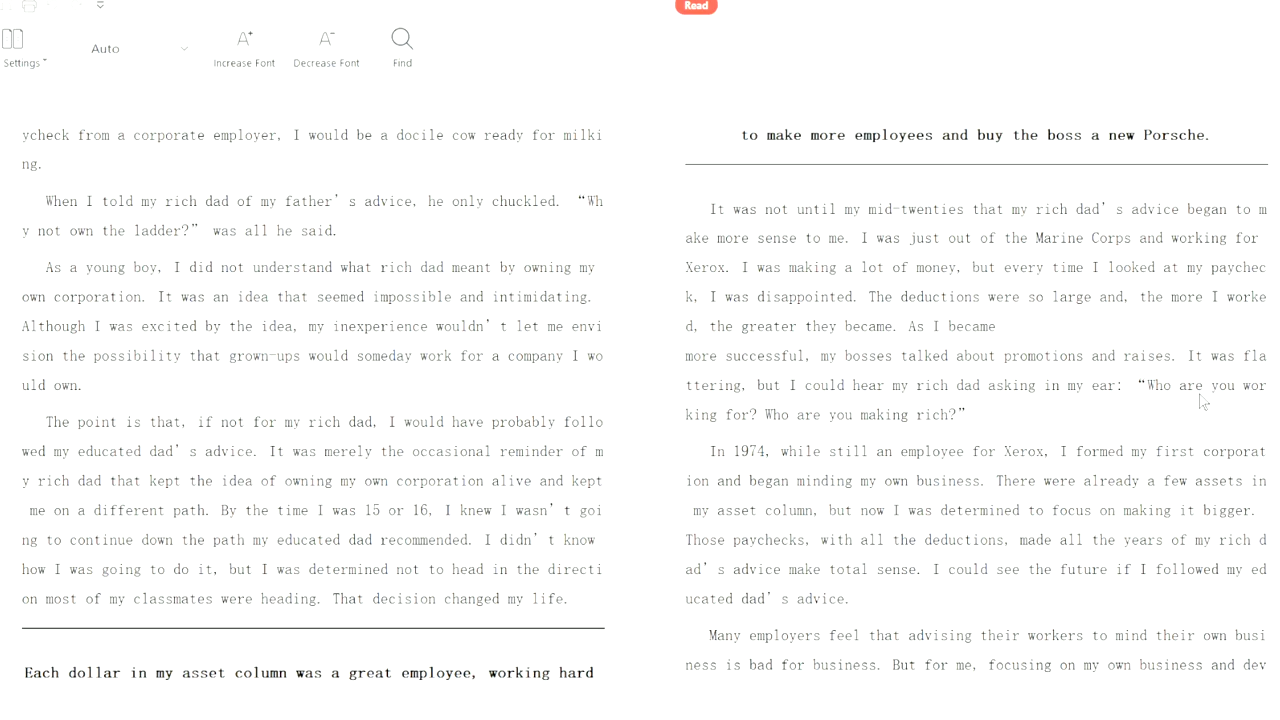 Read
Settings
Auto
Increase Font
Decrease Font
Find
ycheck from a corporate employer, I would be a docile cow ready for milki
ng.
When I told my rich dad of my father's advice, he only chuckled. “Wh
y not own the ladder?” was all he said.
As a young boy, I did not understand what rich dad meant by owning my
own corporation. It was an idea that seemed impossible and intimidating.
Although I was excited by the idea, my inexperience wouldn't let me envi
sion the possibility that grown-ups would someday work for a company I wo
uld own.
The point is that, if not for my rich dad, I would have probably follo
wed my educated dad's advice. It was merely the occasional reminder of m
y rich dad that kept the idea of owning my own corporation alive and kept
me on a different path. By the time I was 15 or 16, I knew I wasn't goi
ng to continue down the path my educated dad recommended. I didn't know
how I was going to do it, but I was determined not to head in the directi
on most of my classmates were heading. That decision changed my life.
Each dollar in my asset column was a great employee, working hard
to make more employees and buy the boss a new Porsche.
It was not until my mid-twenties that my rich dad's advice began to m
ake more sense to me. I was just out of the Marine Corps and working for
Xerox. I was making a lot of money, but every time I looked at my paychec
k, I was disappointed. The deductions were so large and, the more I worke
d, the greater they became. As I became
more successful, my bosses talked about promotions and raises. It was fla
ttering, but I could hear my rich dad asking in my ear: “Who are you wor
king for? Who are you making rich?”
In 1974, while still an employee for Xerox, I formed my first corporat
ion and began minding my own business. There were already a few assets in
my asset column, but now I was determined to focus on making it bigger.
Those paychecks, with all the deductions, made all the years of my rich d
ad's advice make total sense. I could see the future if I followed my ed
ucated dad's advice.
Many employers feel that advising their workers to mind their own busi
ness is bad for business. But for me, focusing on my own business and dev